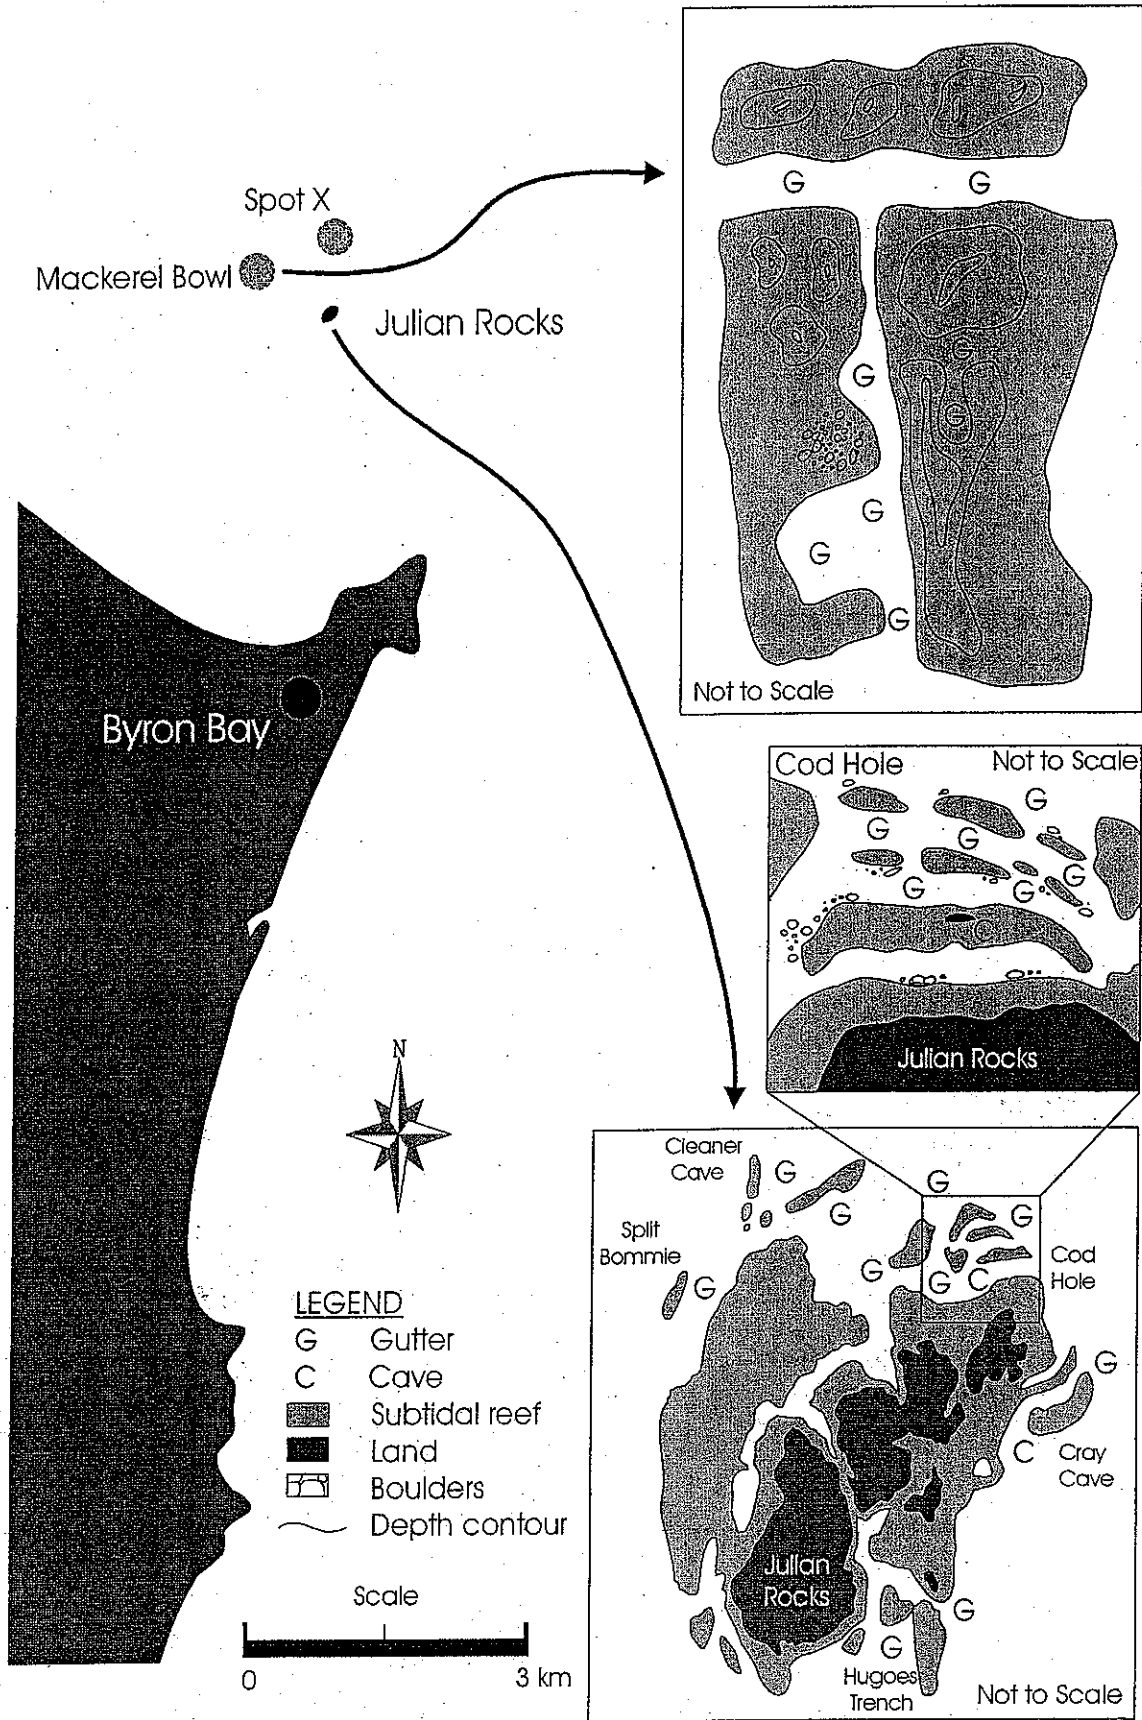 Spot X
Mackerel Bowl
Julian Rocks
Byron Bay
N
LEGEND
G Gutter
C Cave
Subtidal reef
Land
Boulders
Depth contour
Scale
0 3 km
G G
G
G
G
G
G
G
Not to Scale
Cod Hole Not to Scale
G
G G
G G G
C
Julian Rocks
Cleaner
Cave
G
G
G
G
Split
Bommie
G
G
G C
Cod
Hole
G
C
Cray
Cave
Julian
Rocks
G
G
Hugoes
Trench
Not to Scale